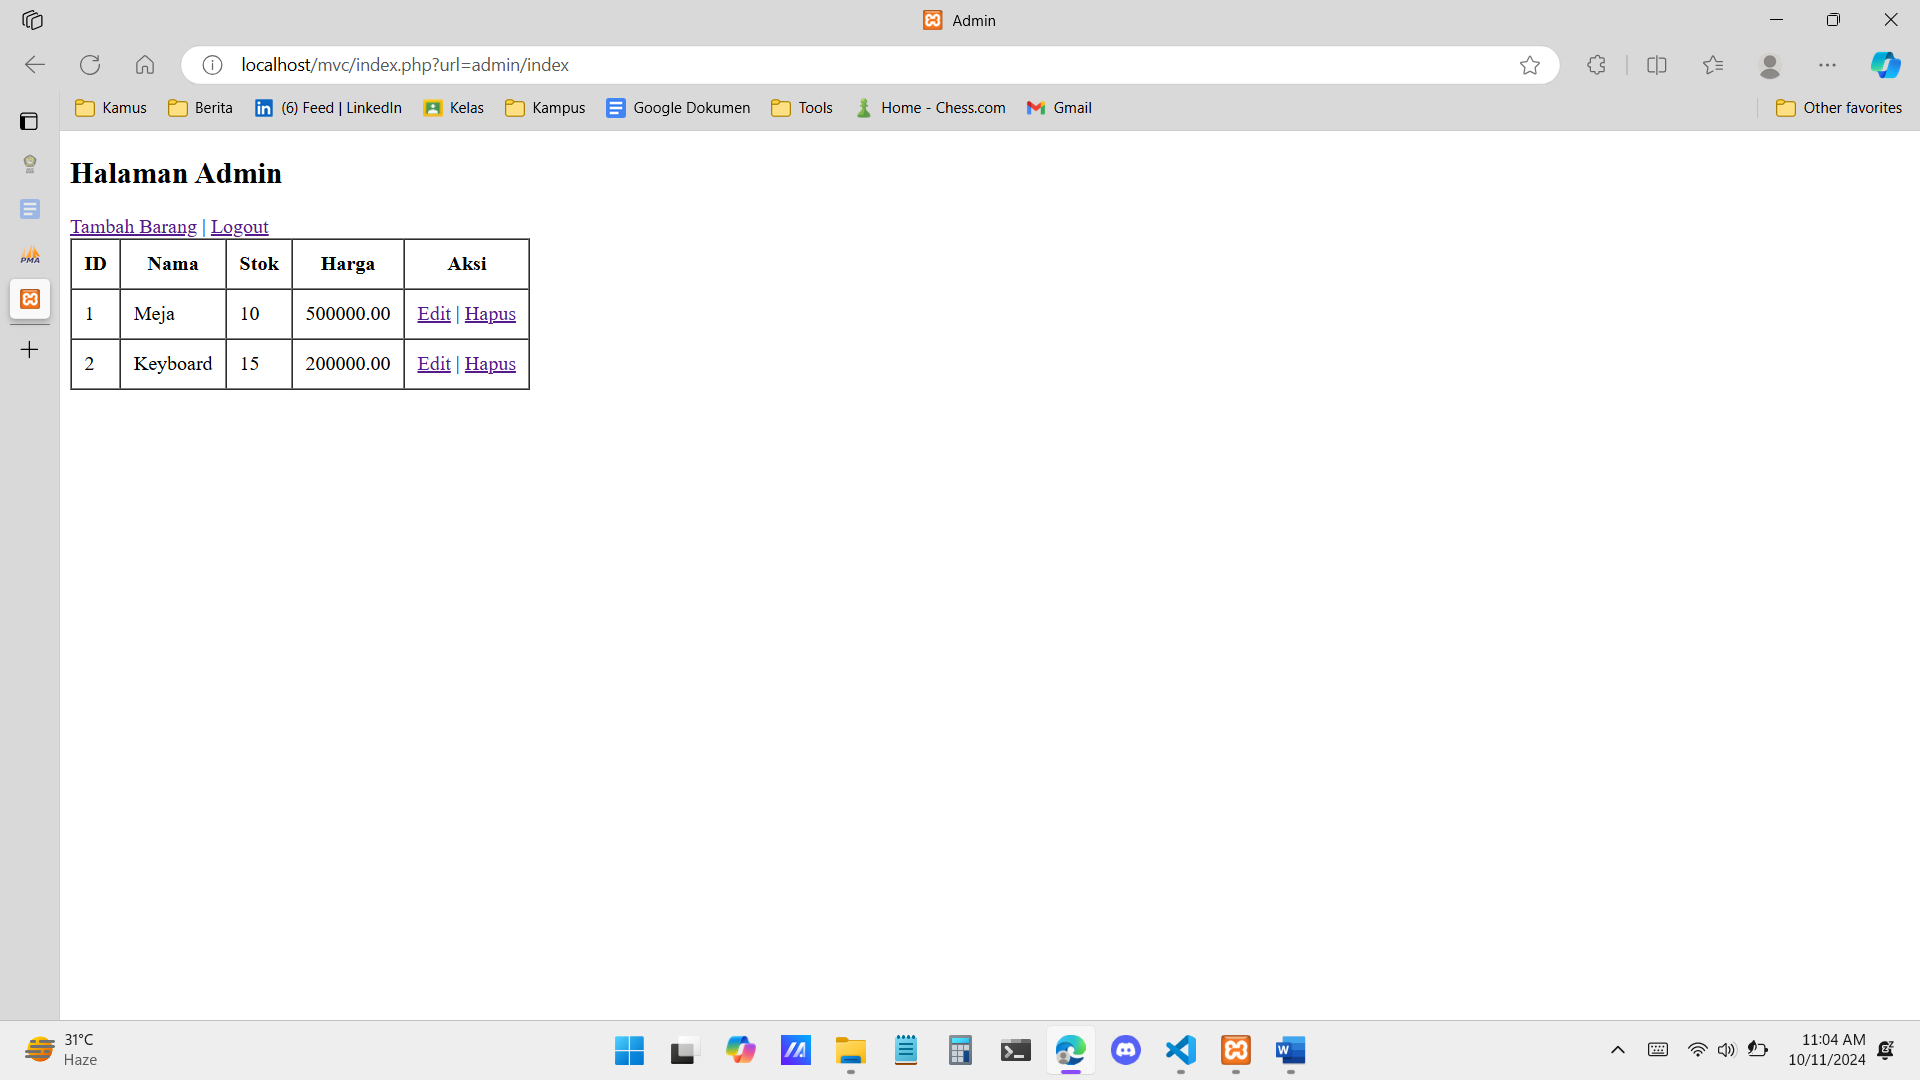 Admin
localhost/mvc/index.php?url=admin/index
Kamus Berita (6) Feed | LinkedIn Kelas Kampus Google Dokumen Tools Home - Chess.com Gmail Other favorites
Halaman Admin
Tambah Barang | Logout
ID Nama Stok Harga Aksi
1 Meja 10 500000.00 Edit | Hapus
2 Keyboard 15 200000.00 Edit | Hapus
PMA
31°C
Haze
11:04 AM
10/11/2024